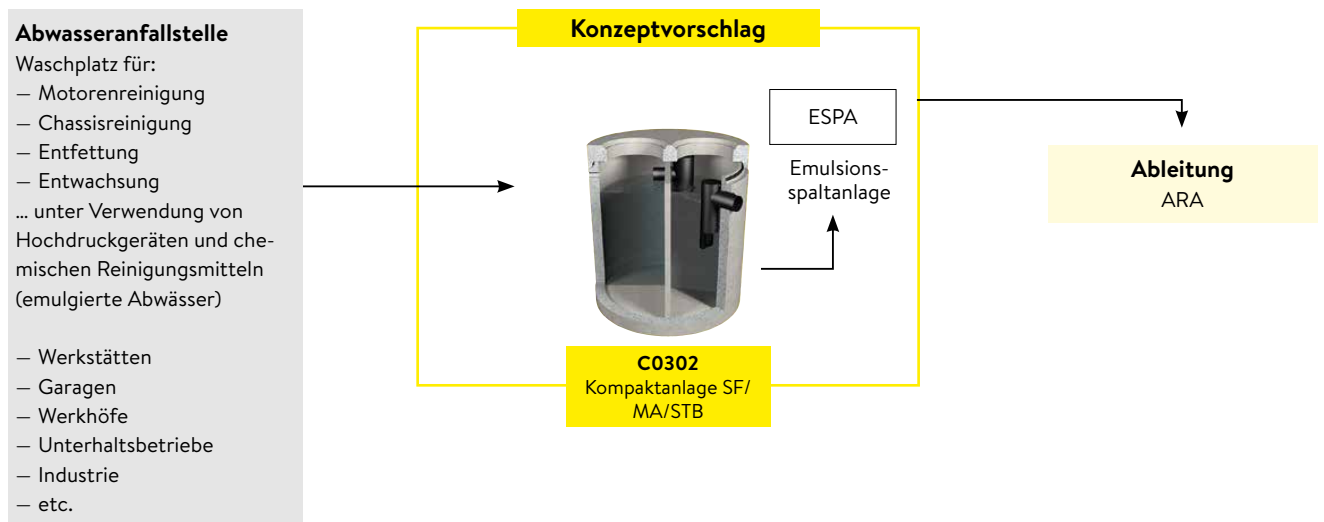 Abwasseranfallstelle
Waschplatz für:
— Motorenreinigung
— Chassisreinigung
— Entfettung
— Entwachsung
... unter Verwendung von
Hochdruckgeräten und che-
mischen Reinigungsmitteln
(emulgierte Abwässer)
— Werkstätten
— Garagen
— Werkhöfe
— Unterhaltsbetriebe
— Industrie
— etc.
Konzeptvorschlag
C0302
Kompaktanlage SF/
MA/STB
ESPA
Emulsions-
spaltanlage
Ableitung
ARA